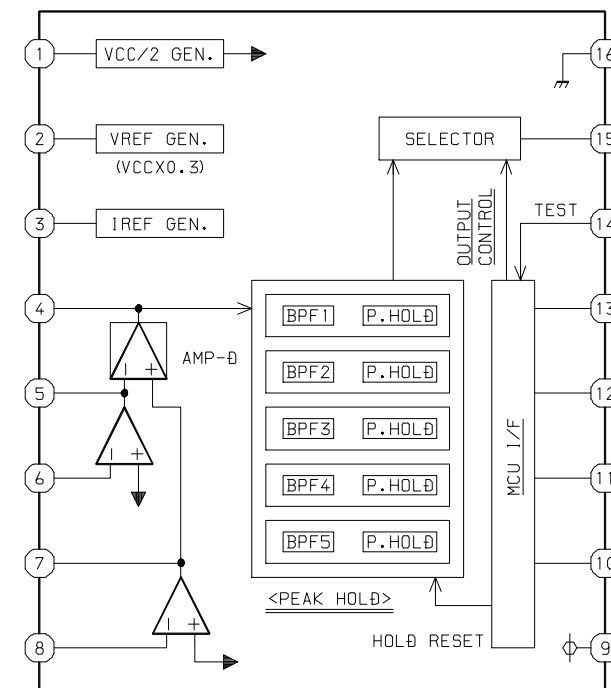 1
VCC/2 GEN.
16
2
VREF GEN.
(VCCX0.3)
SELECTOR
15
3
IREF GEN.
OUTPUT
CONTROL
TEST
14
4
BPF1 P.HOLD
13
AMP-D
- +
BPF2 P.HOLD
5
12
BPF3 P.HOLD
- +
MCU I/F
6
BPF4 P.HOLD
11
7
BPF5 P.HOLD
10
<PEAK HOLD>
- +
8
HOLD RESET
9